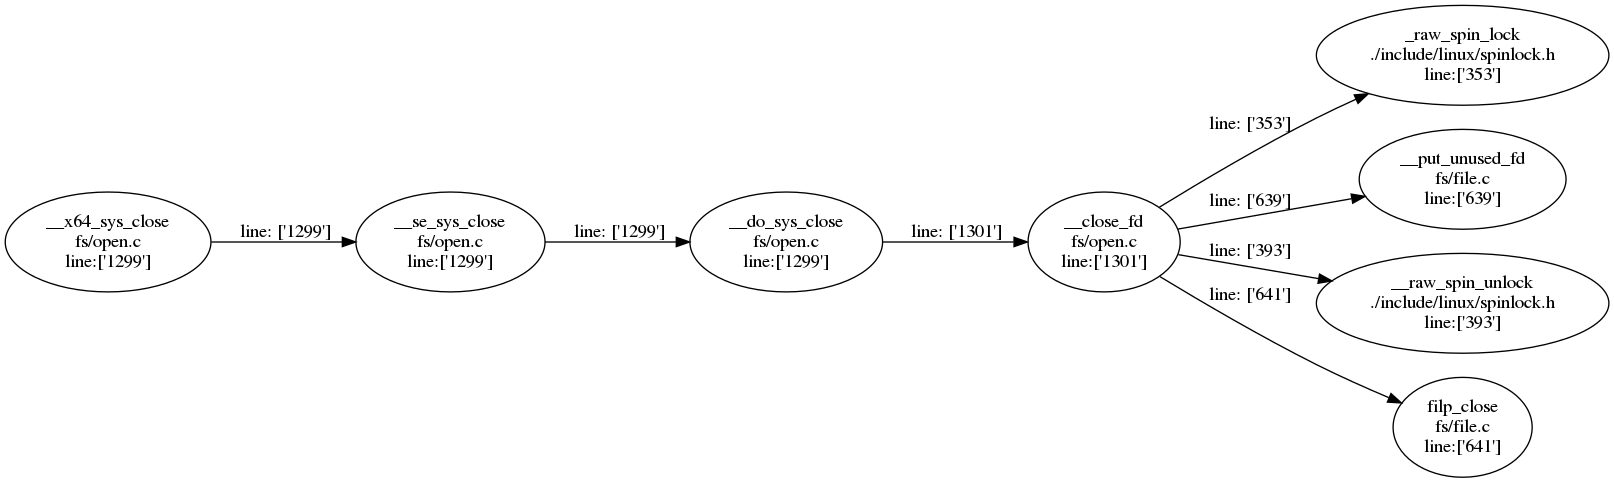 __x64_sys_close
fs/open.c
line:['1299']
line: ['1299']
__se_sys_close
fs/open.c
line:['1299']
line: ['1299']
__do_sys_close
fs/open.c
line:['1299']
line: ['1301']
__close_fd
fs/open.c
line:['1301']
line: ['353']
_raw_spin_lock
./include/linux/spinlock.h
line:['353']
line: ['639']
__put_unused_fd
fs/file.c
line:['639']
line: ['393']
__raw_spin_unlock
./include/linux/spinlock.h
line:['393']
line: ['641']
filp_close
fs/file.c
line:['641']